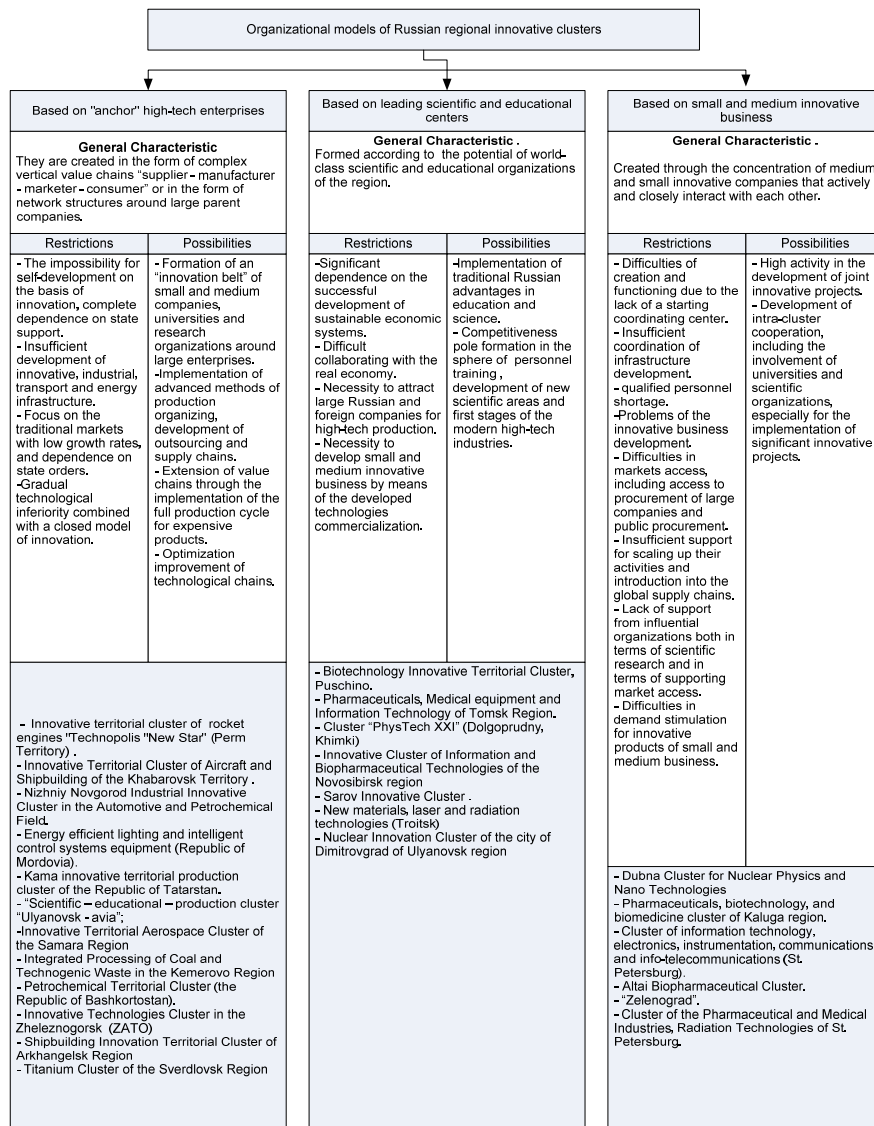 Organizational models of Russian regional innovative clusters
Based on "anchor" high-tech enterprises
General Characteristic
They are created in the form of complex
vertical value chains “supplier – manufacturer
– marketer - consumer” or in the form of
network structures around large parent
companies.
Restrictions
- The impossibility for
self-development on
the basis of
innovation, complete
dependence on state
support.
- Insufficient
development of
innovative, industrial,
transport and energy
infrastructure.
- Focus on the
traditional markets
with low growth rates,
and dependence on
state orders.
-Gradual
technological
inferiority combined
with a closed model
of innovation.
Possibilities
- Formation of an
“innovation belt” of
small and medium
companies,
universities and
research
organizations around
large enterprises.
-Implementation of
advanced methods of
production
organizing,
development of
outsourcing and
supply chains.
- Extension of value
chains through the
implementation of the
full production cycle
for expensive
products.
- Optimization
improvement of
technological chains.
- Innovative territorial cluster of rocket
engines "Technopolis "New Star" (Perm
Territory) .
- Innovative Territorial Cluster of Aircraft
and Shipbuilding of the Khabarovsk Territory .
- Nizhniy Novgorod Industrial Innovative
Cluster in the Automotive and Petrochemical
Field.
- Energy efficient lighting and intelligent
control systems equipment (Republic of
Mordovia).
- Kama innovative territorial production
cluster of the Republic of Tatarstan.
- “Scientific – educational – production cluster
“Ulyanovsk - avia”;
-Innovative Territorial Aerospace Cluster of
the Samara Region
- Integrated Processing of Coal and
Technogenic Waste in the Kemerovo Region
- Petrochemical Territorial Cluster (the
Republic of Bashkortostan).
- Innovative Technologies Cluster in the
Zheleznogorsk (ZATO)
- Shipbuilding Innovation Territorial Cluster of
Arkhangelsk Region
- Titanium Cluster of the Sverdlovsk Region
Based on leading scientific and educational
centers
General Characteristic .
Formed according to the potential of world-
class scientific and educational organizations
of the region.
Restrictions
-Significant
dependence on the
successful
development of
sustainable economic
systems.
- Difficult
collaborating with the
real economy.
- Necessity to attract
large Russian and
foreign companies for
high-tech production.
- Necessity to
develop small and
medium innovative
business by means of
the developed
technologies
commercialization.
Possibilities
-Implementation of
traditional Russian
advantages in
education and
science.
- Competitiveness
pole formation in the
sphere of personnel
training ,
development of new
scientific areas and
first stages of the
modern high-tech
industries.
- Biotechnology Innovative Territorial Cluster,
Puschino.
- Pharmaceuticals, Medical equipment and
Information Technology of Tomsk Region.
- Cluster “PhysTech XXI” (Dolgoprudny,
Khimki)
- Innovative Cluster of Information and
Biopharmaceutical Technologies of the
Novosibirsk region
- Sarov Innovative Cluster .
- New materials, laser and radiation
technologies (Troitsk)
- Nuclear Innovation Cluster of the city of
Dimitrovgrad of Ulyanovsk region
Based on small and medium innovative
business
General Characteristic .
Created through the concentration of medium
and small innovative companies that actively
and closely interact with each other.
Restrictions
- Difficulties of
creation and
functioning due to the
lack of a starting
coordinating center.
- Insufficient
coordination of
infrastructure
development.
- qualified personnel
shortage.
-Problems of the
innovative business
development.
- Difficulties in
markets access,
including access to
procurement of large
companies and
public procurement.
- Insufficient support
for scaling up their
activities and
introduction into the
global supply chains.
- Lack of support
from influential
organizations both in
terms of scientific
research and in
terms of supporting
market access.
- Difficulties in
demand stimulation
for innovative
products of small and
medium business.
Possibilities
- High activity in the
development of joint
innovative projects.
- Development of
intra-cluster
cooperation,
including the
involvement of
universities and
scientific
organizations,
especially for the
implementation of
significant innovative
projects.
- Dubna Cluster for Nuclear Physics and
Nano Technologies
- Pharmaceuticals, biotechnology, and
biomedicine cluster of Kaluga region.
- Cluster of information technology,
electronics, instrumentation, communications
and info-telecommunications (St.
Petersburg).
- Altai Biopharmaceutical Cluster.
- “Zelenograd”.
- Cluster of the Pharmaceutical and Medical
Industries, Radiation Technologies of St.
Petersburg.